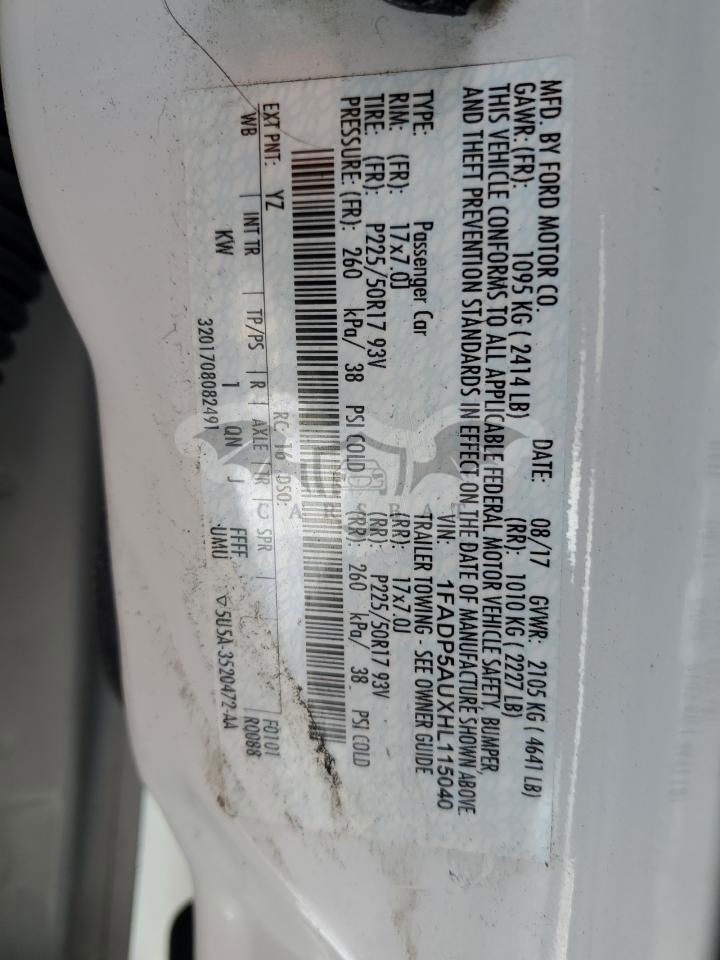 MFD. BY FORD MOTOR CO. DATE: 08/17 GVWR: 2105 KG ( 4641 LB)
GAWR: (FR): 1095 KG ( 2414 LB) (RR): 1010 KG ( 2227 LB)
THIS VEHICLE CONFORMS TO ALL APPLICABLE FEDERAL MOTOR VEHICLE SAFETY, BUMPER,
AND THEFT PREVENTION STANDARDS IN EFFECT ON THE DATE OF MANUFACTURE SHOWN ABOVE.
VIN: 1FADP5AUXHL115040
TYPE: Passenger Car TRAILER TOWING - SEE OWNER GUIDE
RIM: (FR): 17x7.0J (RR): 17x7.0J
TIRE: (FR): P225/50R17 93V (RR): P225/50R17 93V
PRESSURE: (FR): 260 kPa/ 38 PSI COLD (RR): 260 kPa/ 38 PSI COLD
EXT PNT: YZ RC: 16 DSO: F0101
WB INT TR TP/PS R AXLE TR SPR R0088
KW 1 QN J FFFF
3201708082491 UMU ▽5U5A-3520472-AA
CARSBAT